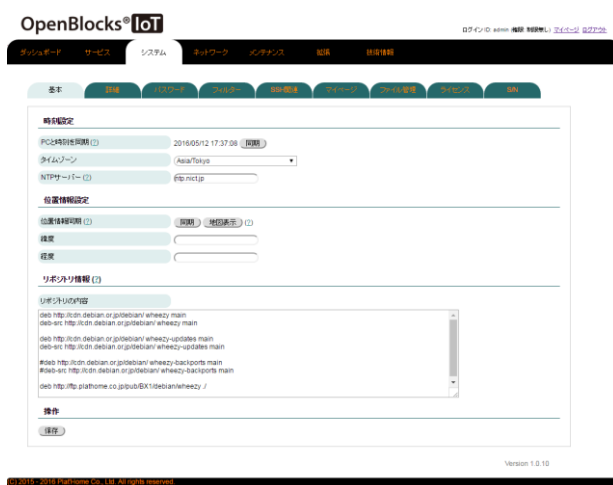 OpenBlocks® IoT
ログインID: admin (権限: 制限無し) マイページ ログアウト
ダッシュボード サービス システム ネットワーク メンテナンス 拡張 技術情報
基本 詳細 パスワード フィルター SSH関連 マイページ ファイル管理 ライセンス S/N
時刻設定
PCと時刻を同期 (?) 2016/05/12 17:37:06 同期
タイムゾーン Asia/Tokyo
NTPサーバー (?) ntp.nict.jp
位置情報設定
位置情報同期 (?) 同期 地図表示 (?)
緯度
経度
リポジトリ情報 (?)
リポジトリの内容
deb http://cdn.debian.or.jp/debian/ wheezy main
deb-src http://cdn.debian.or.jp/debian/ wheezy main
deb http://cdn.debian.or.jp/debian/ wheezy-updates main
deb-src http://cdn.debian.or.jp/debian/ wheezy-updates main
#deb http://cdn.debian.or.jp/debian/ wheezy-backports main
#deb-src http://cdn.debian.or.jp/debian/ wheezy-backports main
deb http://ftp.plathome.co.jp/pub/BX1/debian/wheezy ./
操作
保存
Version 1.0.10
(c) 2015 - 2016 Plat'Home Co., Ltd. All rights reserved.